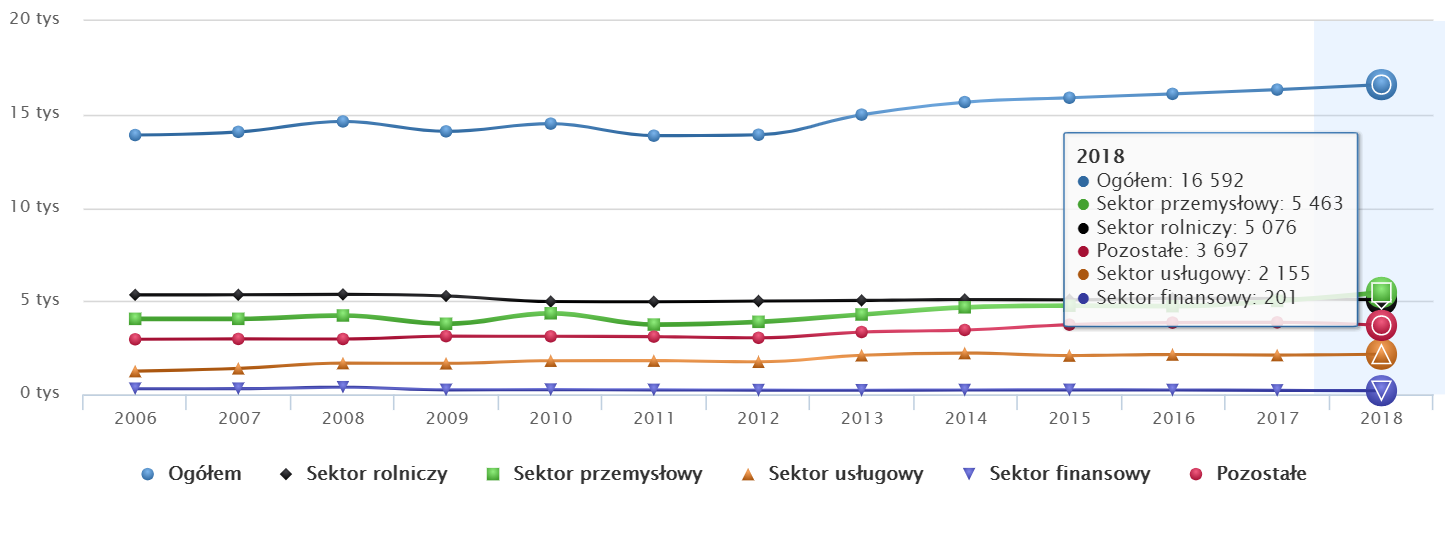 20 tys
15 tys
10 tys
5 tys
0 tys
2018
Ogółem: 16 592
Sektor przemysłowy: 5 463
Sektor rolniczy: 5 076
Pozostałe: 3 697
Sektor usługowy: 2 155
Sektor finansowy: 201
2006 2007 2008 2009 2010 2011 2012 2013 2014 2015 2016 2017 2018
Ogółem Sektor rolniczy Sektor przemysłowy Sektor usługowy Sektor finansowy Pozostałe